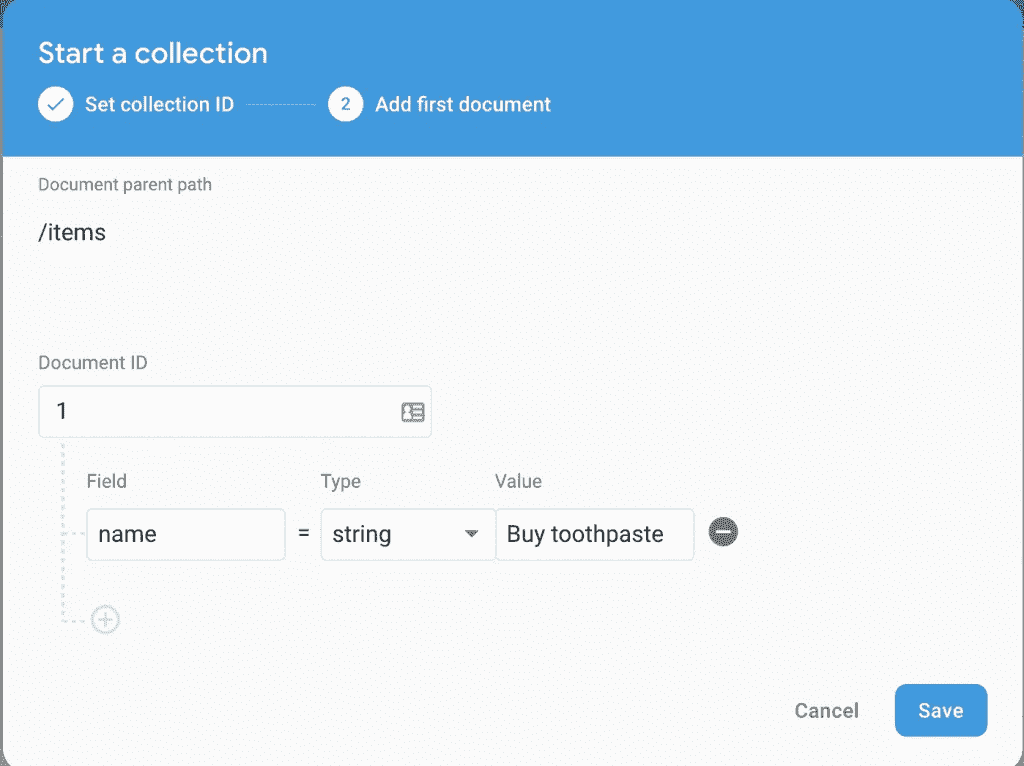 Start a collection
Set collection ID 2 Add first document
Document parent path
/items
Document ID
1
Field Type Value
name = string Buy toothpaste
Cancel Save